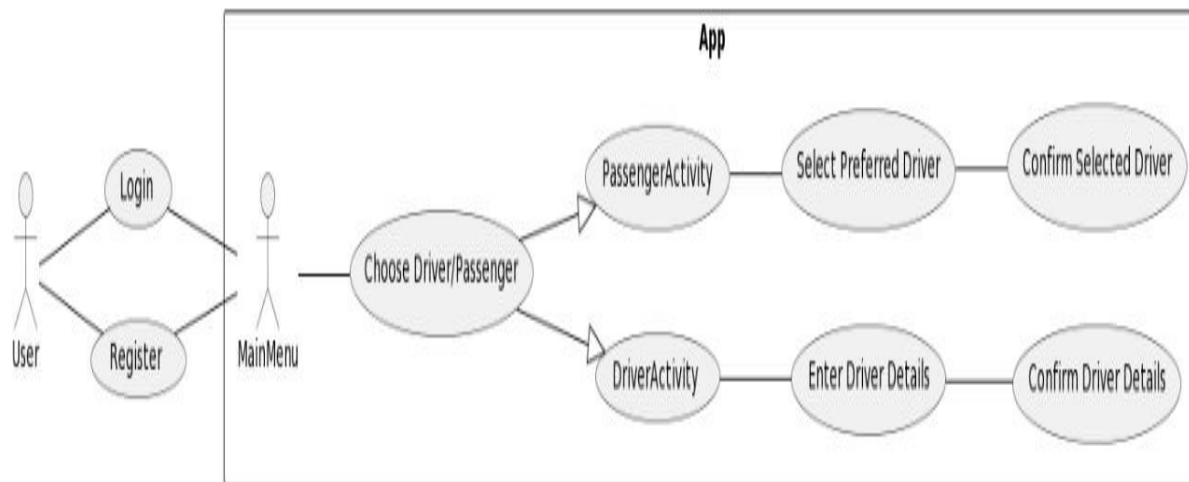 App
Login
PassengerActivity
Select Preferred Driver
Confirm Selected Driver
Choose Driver/Passenger
User
Register
MainMenu
DriverActivity
Enter Driver Details
Confirm Driver Details